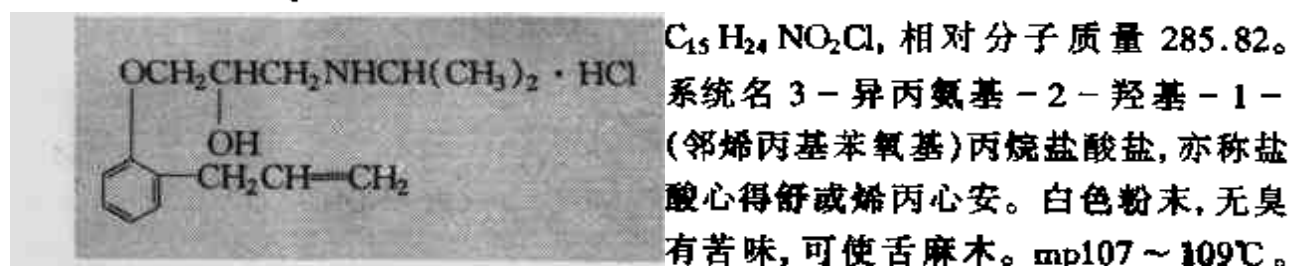 C₁₅H₂₄NO₂Cl, 相对分子质量 285.82。
OCH₂CHCH₂NHCH(CH₃)₂ · HCl
系统名 3-异丙氨基-2-羟基-1-
OH
(邻烯丙基苯氧基)丙烷盐酸盐,亦称盐
CH₂CH=CH₂
酸心得舒或烯丙心安。白色粉末,无臭
有苦味,可使舌麻木。mp107~109℃。